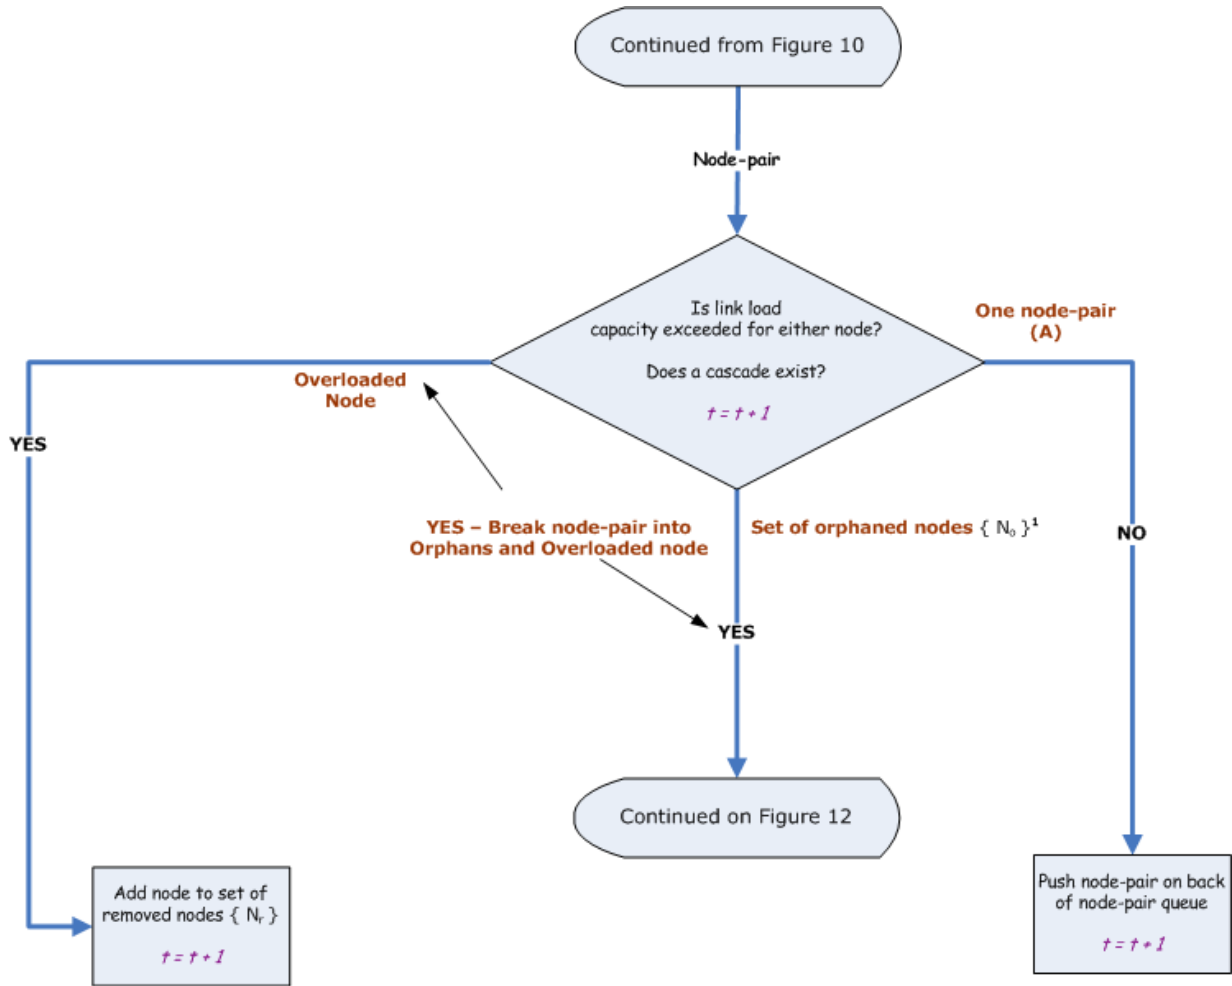 Continued from Figure 10
Node-pair
Is link load
capacity exceeded for either node?
Does a cascade exist?
t = t + 1
One node-pair
(A)
Overloaded
Node
YES
YES – Break node-pair into
Orphans and Overloaded node
Set of orphaned nodes { Nₒ }¹
NO
YES
Continued on Figure 12
Add node to set of
removed nodes { Nᵣ }
t = t + 1
Push node-pair on back
of node-pair queue
t = t + 1